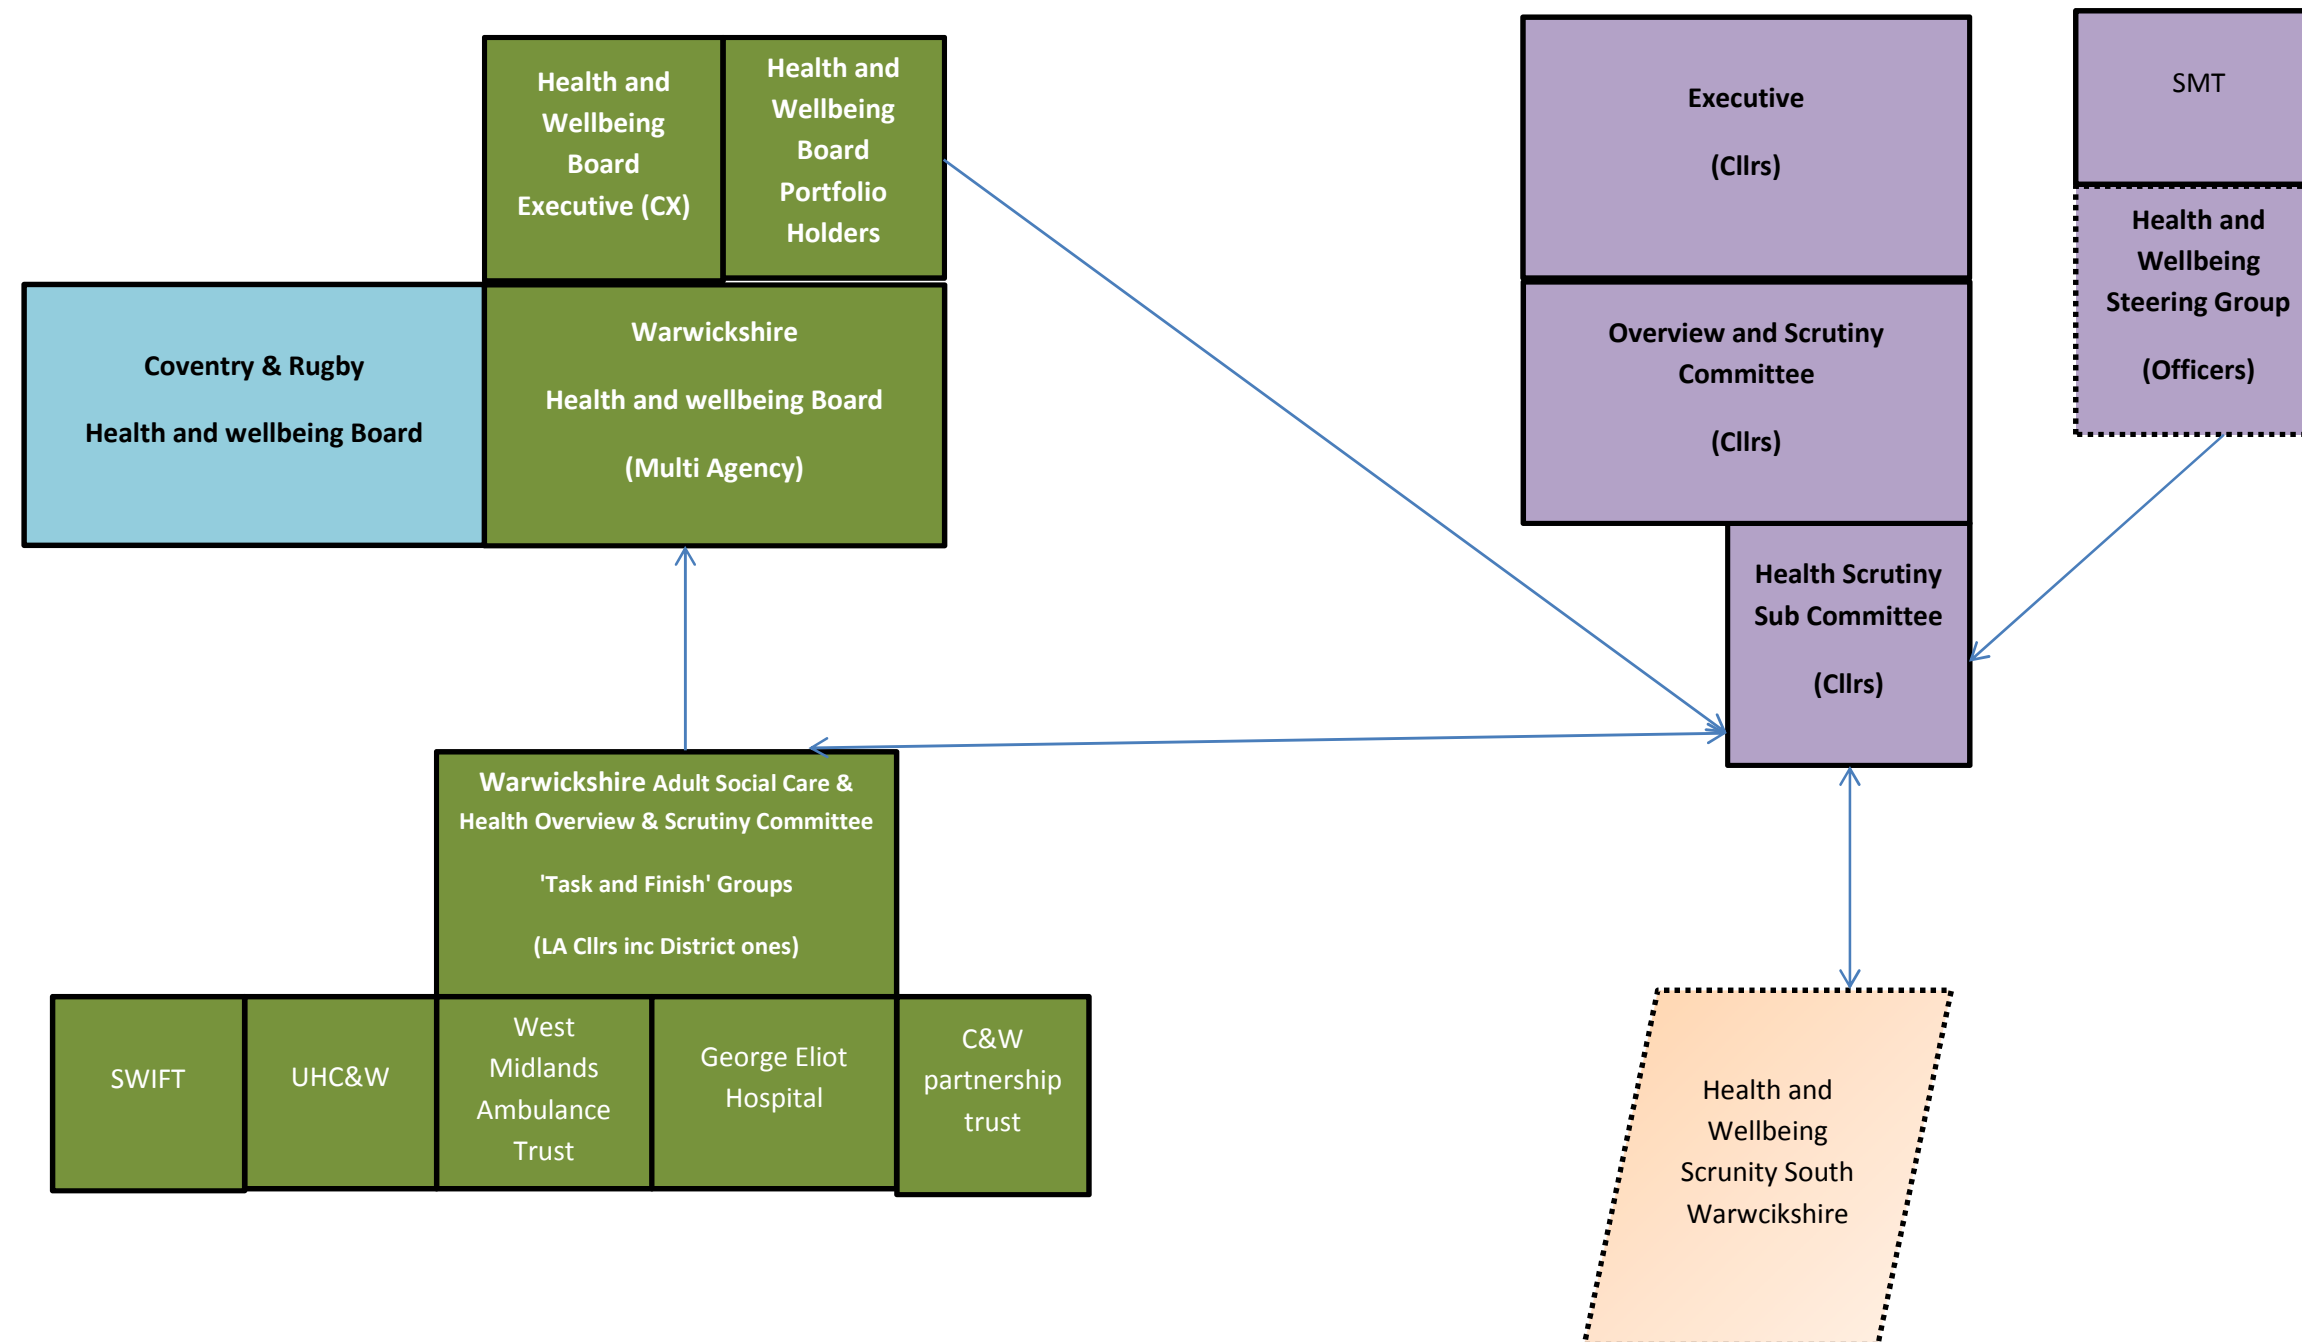 Health and
Wellbeing
Board
Executive (CX)
Health and
Wellbeing
Board
Portfolio
Holders
Executive
(Cllrs)
SMT
Health and
Wellbeing
Steering Group
(Officers)
Coventry & Rugby
Health and wellbeing Board
Warwickshire
Health and wellbeing Board
(Multi Agency)
Overview and Scrutiny
Committee
(Cllrs)
Health Scrutiny
Sub Committee
(Cllrs)
Warwickshire Adult Social Care &
Health Overview & Scrutiny Committee
'Task and Finish' Groups
(LA Cllrs inc District ones)
SWIFT
UHC&W
West
Midlands
Ambulance
Trust
George Eliot
Hospital
C&W
partnership
trust
Health and
Wellbeing
Scrunity South
Warwcikshire